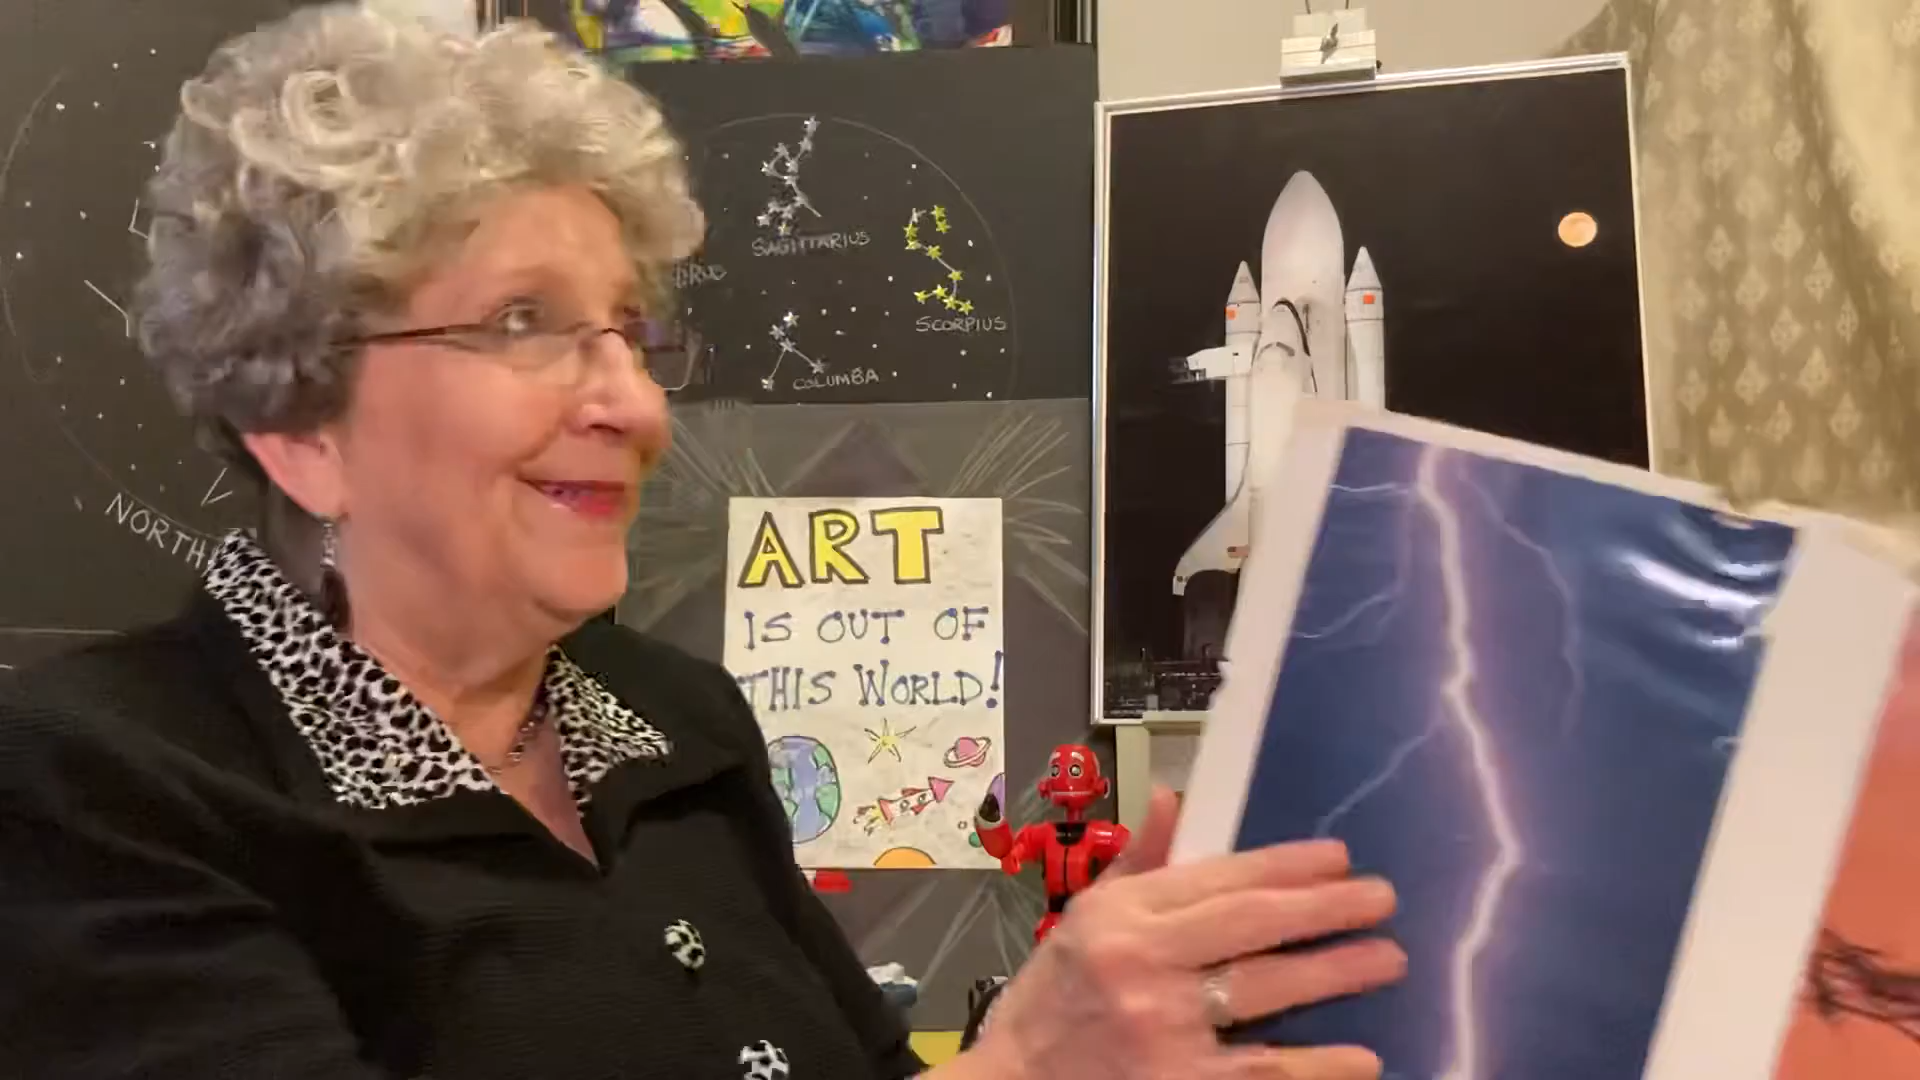 SAGITTARIUS
SCORPIUS
COLUMBA
NORTH
ART
IS OUT OF
THIS WORLD!